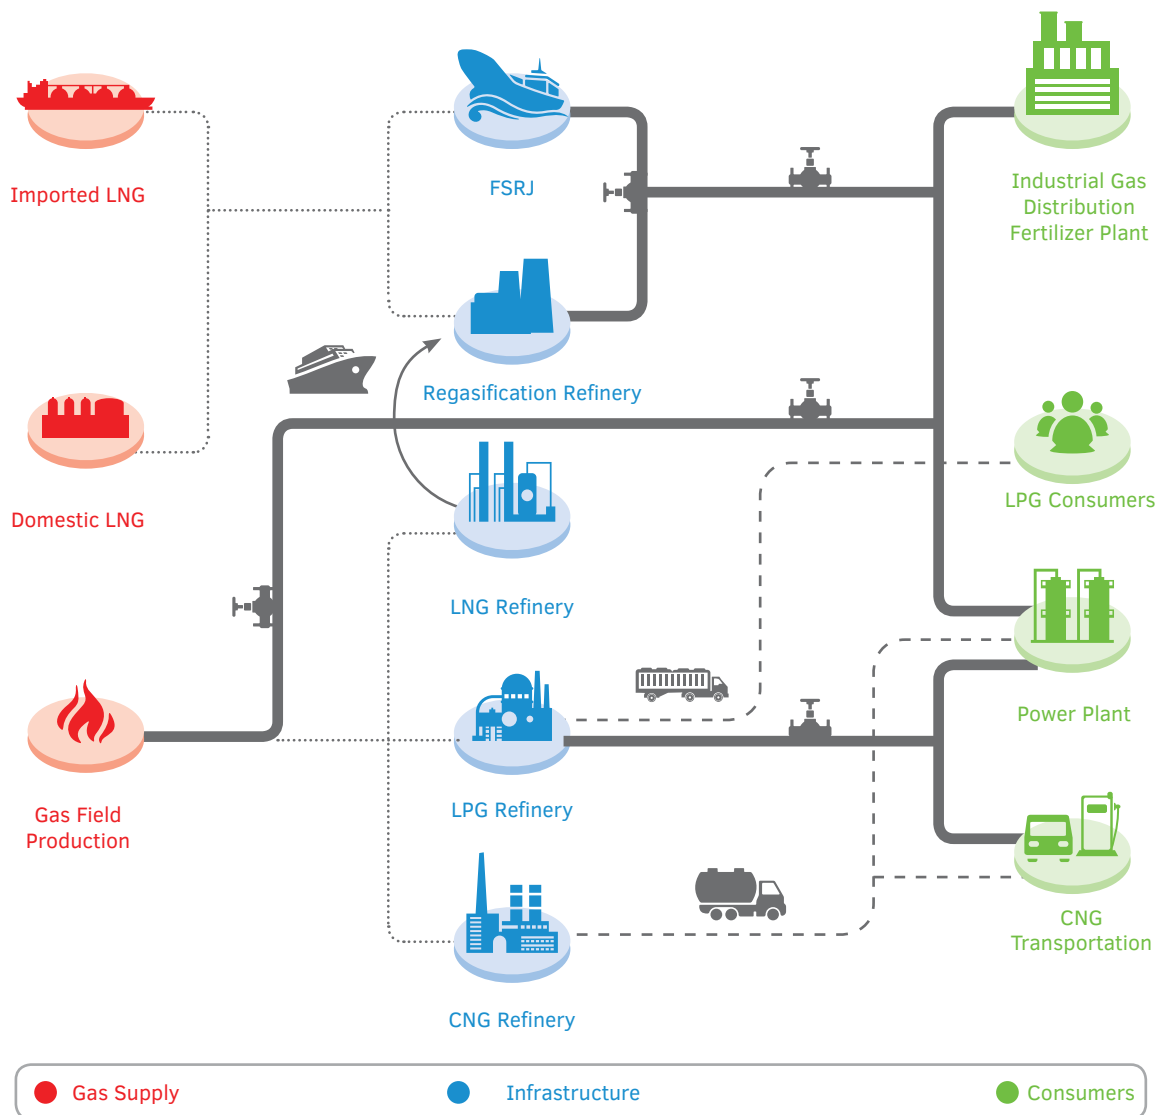 Imported LNG
Domestic LNG
Gas Field
Production
FSRJ
Regasification Refinery
LNG Refinery
LPG Refinery
CNG Refinery
Industrial Gas
Distribution
Fertilizer Plant
LPG Consumers
Power Plant
CNG
Transportation
Gas Supply
Infrastructure
Consumers